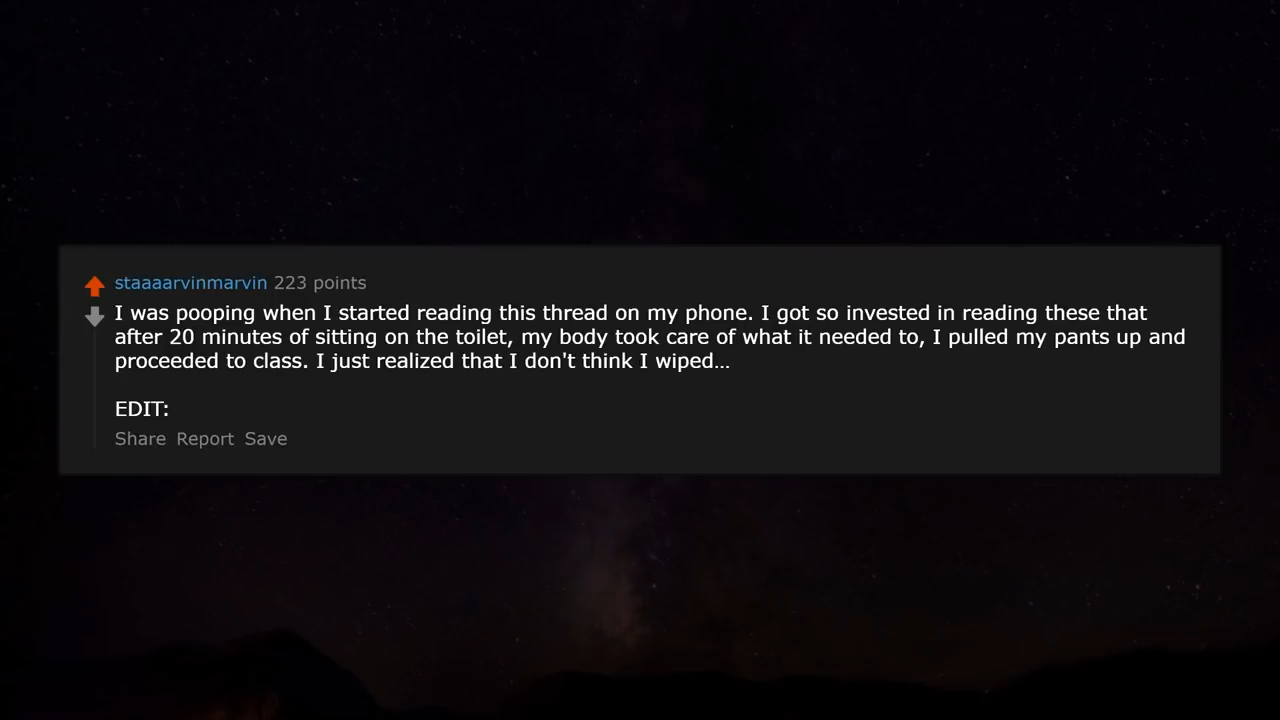 staaaarvinmarvin 223 points
I was pooping when I started reading this thread on my phone. I got so invested in reading these that
after 20 minutes of sitting on the toilet, my body took care of what it needed to, I pulled my pants up and
proceeded to class. I just realized that I don't think I wiped...
EDIT:
Share Report Save